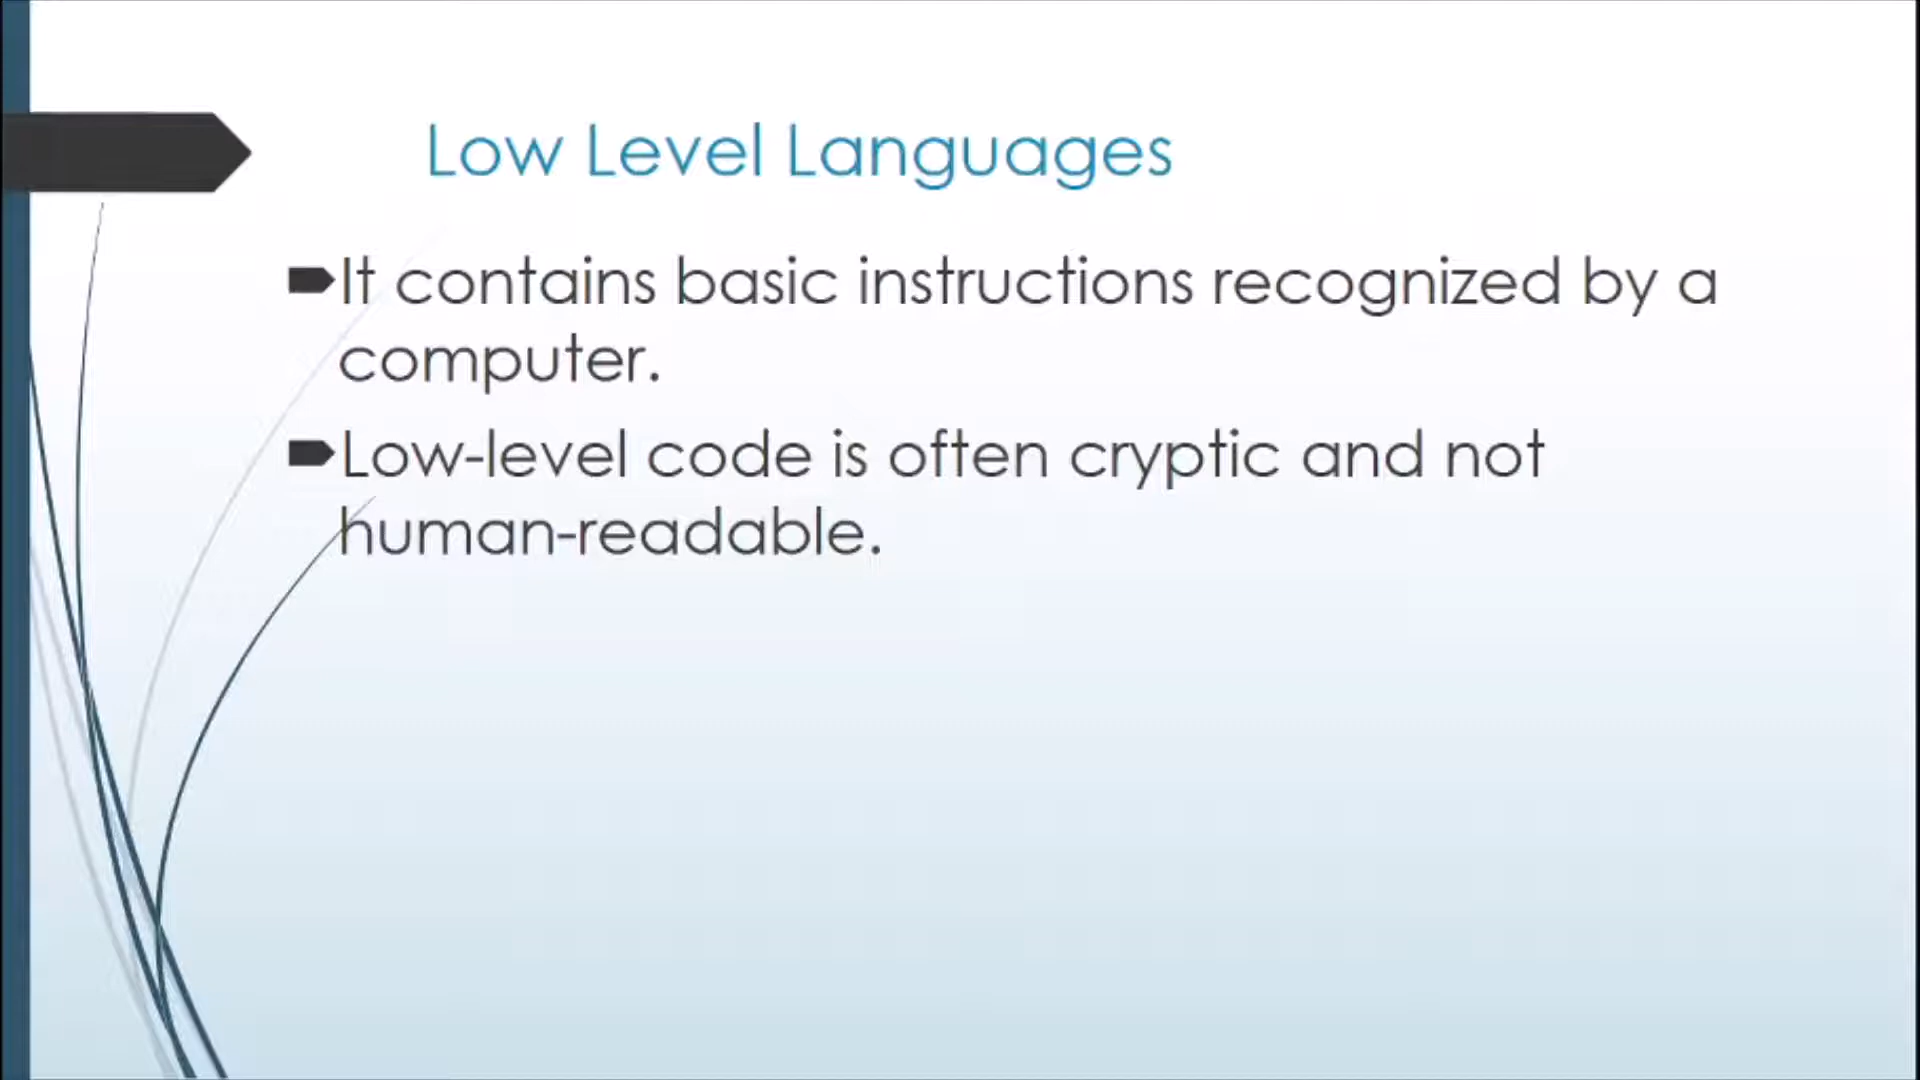 Low Level Languages
It contains basic instructions recognized by a
computer.
Low-level code is often cryptic and not
human-readable.